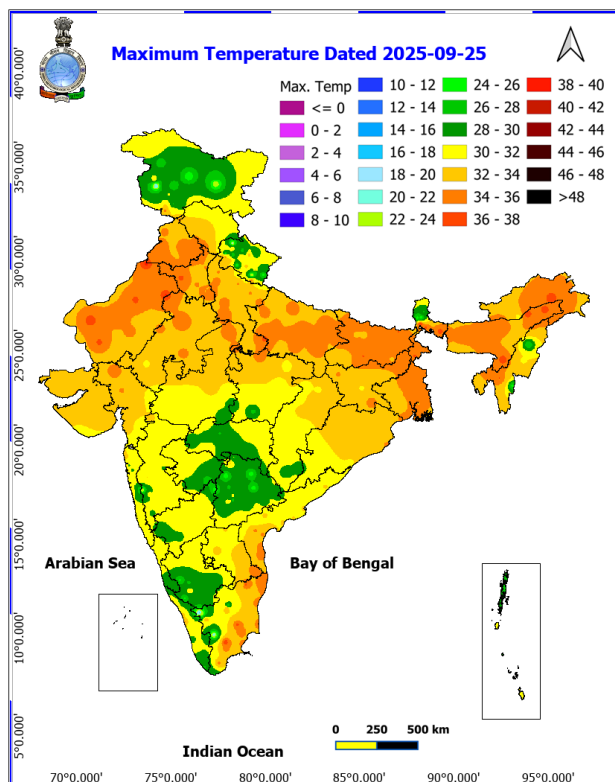 Maximum Temperature Dated 2025-09-25
Max. Temp
<= 0
0 - 2
2 - 4
4 - 6
6 - 8
8 - 10
10 - 12
12 - 14
14 - 16
16 - 18
18 - 20
20 - 22
22 - 24
24 - 26
26 - 28
28 - 30
30 - 32
32 - 34
34 - 36
36 - 38
38 - 40
40 - 42
42 - 44
44 - 46
46 - 48
>48
40°0.000'
35°0.000'
30°0.000'
25°0.000'
20°0.000'
15°0.000'
10°0.000'
5°0.000'
Arabian Sea
Bay of Bengal
Indian Ocean
0 250 500 km
70°0.000' 75°0.000' 80°0.000' 85°0.000' 90°0.000' 95°0.000'